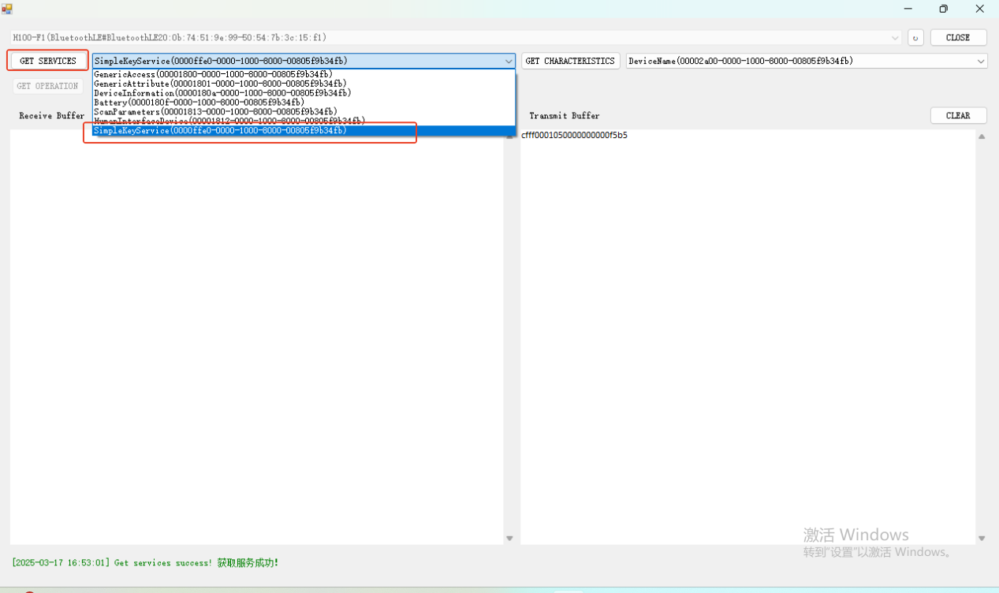 H100-F1(BluetoothLE#BluetoothLE20:0b:74:51:9e:99-50:54:7b:3c:15:f1)
CLOSE
GET SERVICES
SimpleKeyService(0000ffe0-0000-1000-8000-00805f9b34fb)
GET CHARACTERISTICS
DeviceName(00002a00-0000-1000-8000-00805f9b34fb)
GET OPERATION
GenericAccess(00001800-0000-1000-8000-00805f9b34fb)
GenericAttribute(00001801-0000-1000-8000-00805f9b34fb)
DeviceInformation(0000180a-0000-1000-8000-00805f9b34fb)
Battery(0000180f-0000-1000-8000-00805f9b34fb)
ScanParameters(00001813-0000-1000-8000-00805f9b34fb)
HumanInterfaceDevice(00001812-0000-1000-8000-00805f9b34fb)
SimpleKeyService(0000ffe0-0000-1000-8000-00805f9b34fb)
Receive Buffer
Transmit Buffer
CLEAR
cfff0001050000000000f5b5
激活 Windows
转到"设置"以激活 Windows。
[2025-03-17 16:53:01] Get services success! 获取服务成功!